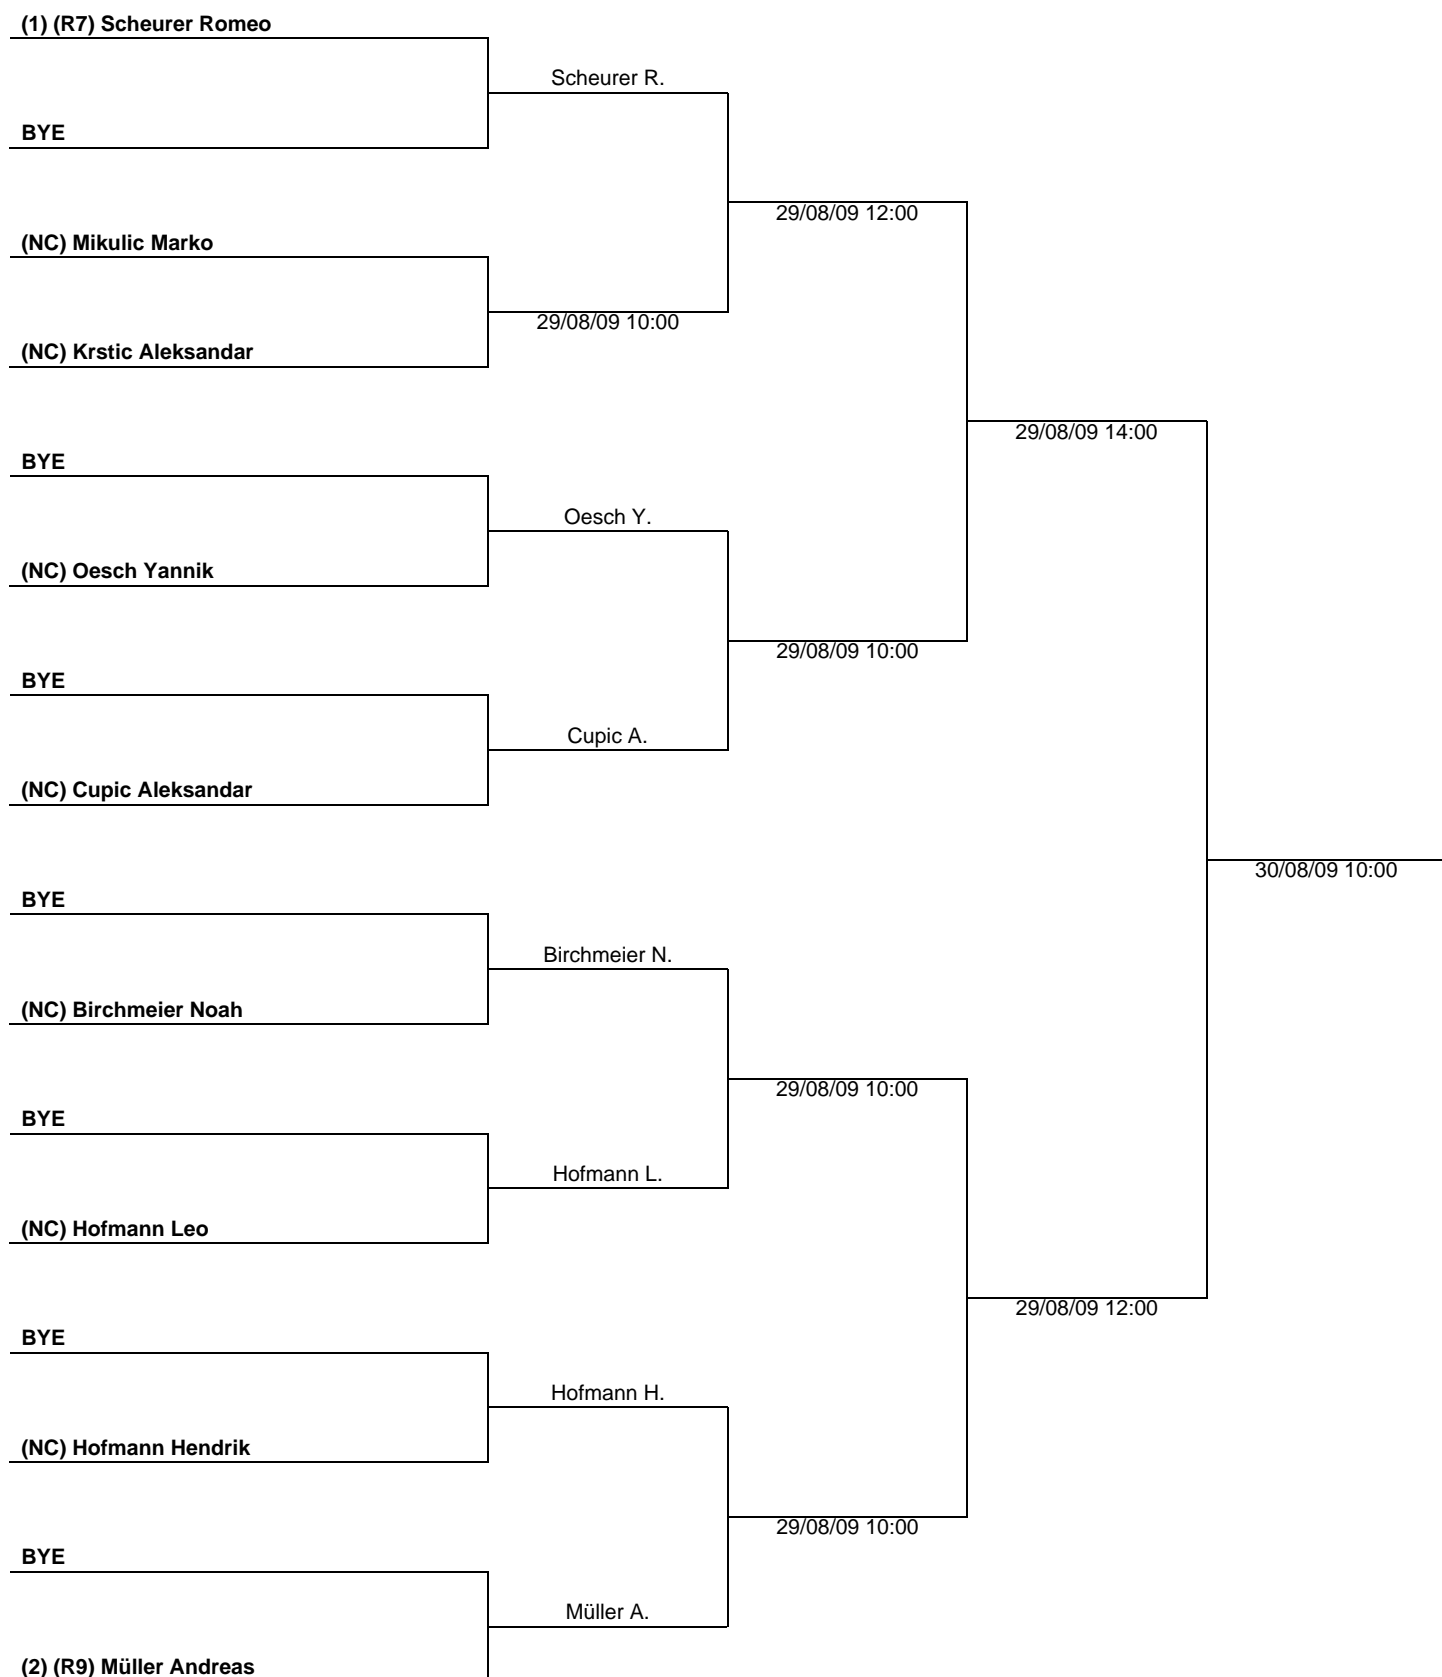 (1) (R7) Scheurer Romeo
Scheurer R.
BYE
29/08/09 12:00
(NC) Mikulic Marko
29/08/09 10:00
(NC) Krstic Aleksandar
29/08/09 14:00
BYE
Oesch Y.
(NC) Oesch Yannik
29/08/09 10:00
BYE
Cupic A.
(NC) Cupic Aleksandar
30/08/09 10:00
BYE
Birchmeier N.
(NC) Birchmeier Noah
29/08/09 10:00
BYE
Hofmann L.
(NC) Hofmann Leo
29/08/09 12:00
BYE
Hofmann H.
(NC) Hofmann Hendrik
29/08/09 10:00
BYE
Müller A.
(2) (R9) Müller Andreas